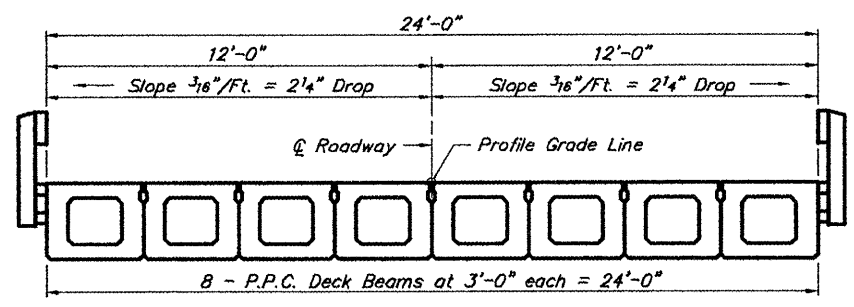 24'-0"
12'-0" 12'-0"
Slope 3/16"/Ft. = 2 1/4" Drop Slope 3/16"/Ft. = 2 1/4" Drop
℄ Roadway Profile Grade Line
8 - P.P.C. Deck Beams at 3'-0" each = 24'-0"